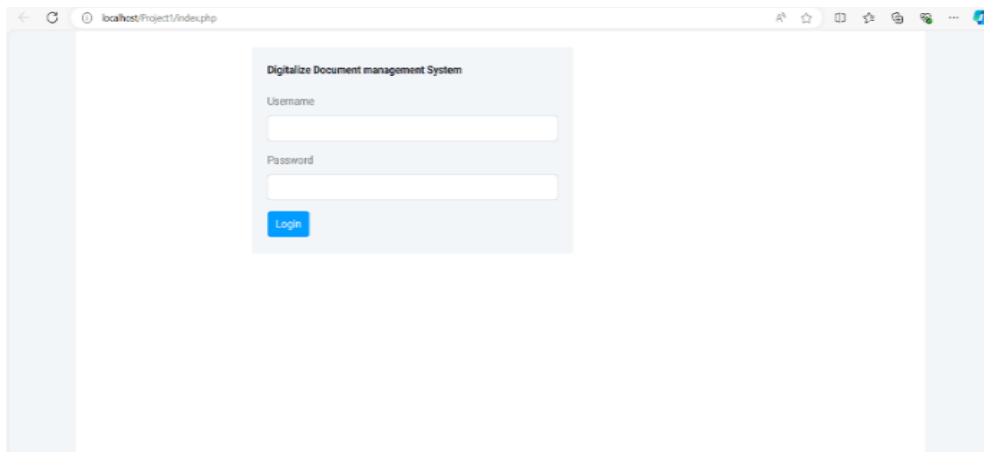 localhost/Project1/index.php
Digitalize Document management System
Username
Password
Login